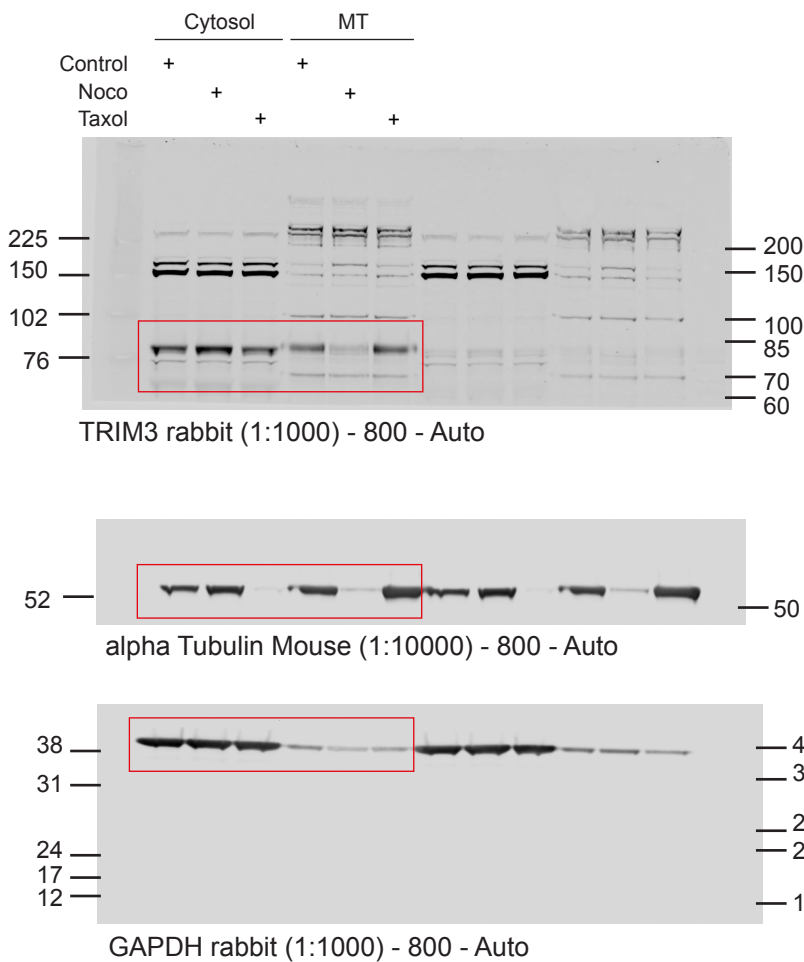 Cytosol MT
Control + +
Noco + +
Taxol + +
225 200
150 150
102 100
85
76
70
60
TRIM3 rabbit (1:1000) - 800 - Auto
52 50
alpha Tubulin Mouse (1:10000) - 800 - Auto
38 4
31 3
2
24 2
17
12 1
GAPDH rabbit (1:1000) - 800 - Auto